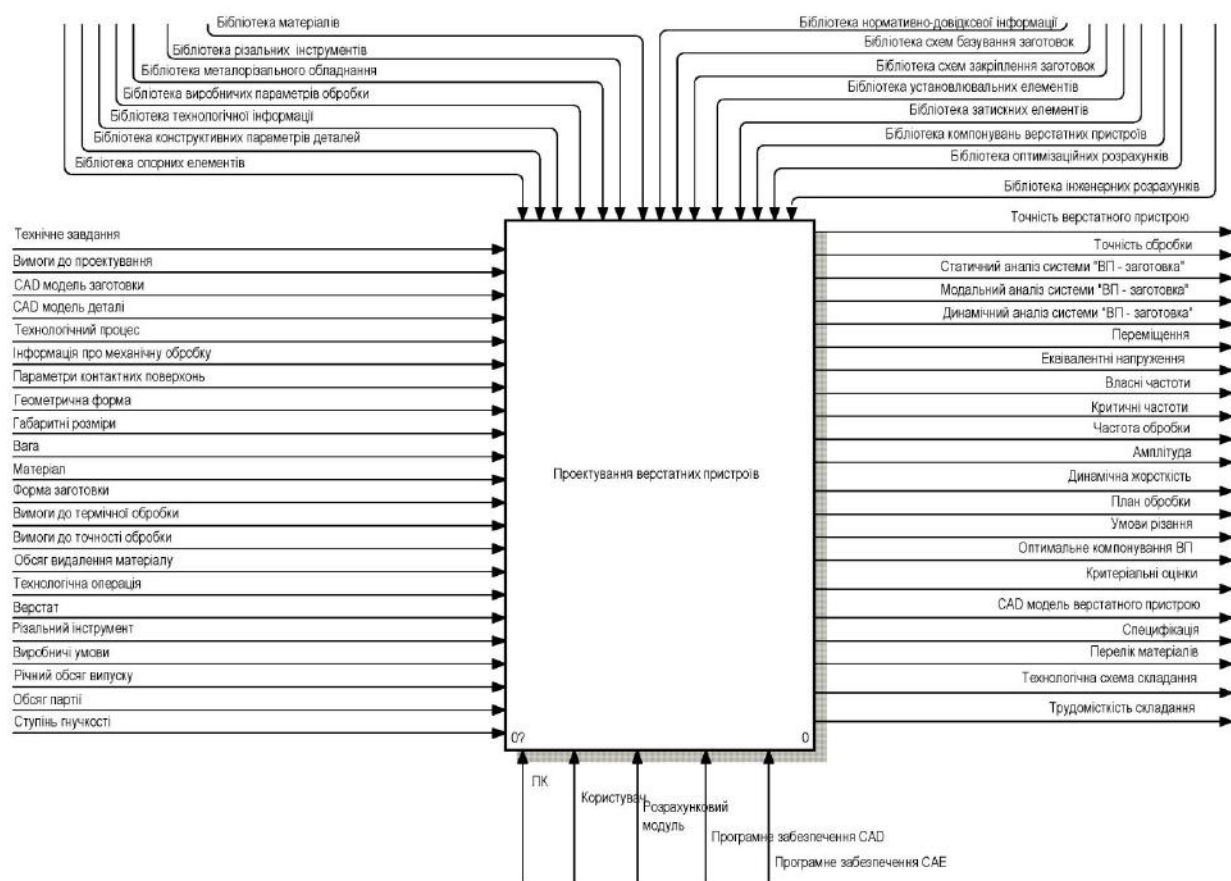 Бібліотека матеріалів
Бібліотека різальних інструментів
Бібліотека металорізального обладнання
Бібліотека виробничих параметрів обробки
Бібліотека технологічної інформації
Бібліотека конструктивних параметрів деталей
Бібліотека опорних елементів
Бібліотека нормативно-довідкової інформації
Бібліотека схем базування заготовок
Бібліотека схем закріплення заготовок
Бібліотека установлювальних елементів
Бібліотека затискних елементів
Бібліотека компонувань верстатних пристроїв
Бібліотека оптимізаційних розрахунків
Бібліотека інженерних розрахунків
Технічне завдання
Вимоги до проектування
CAD модель заготовки
CAD модель деталі
Технологічний процес
Інформація про механічну обробку
Параметри контактних поверхонь
Геометрична форма
Габаритні розміри
Вага
Матеріал
Форма заготовки
Вимоги до термічної обробки
Вимоги до точності обробки
Обсяг видалення матеріалу
Технологічна операція
Верстат
Різальний інструмент
Виробничі умови
Річний обсяг випуску
Обсяг партії
Ступінь гнучкості
Проектування верстатних пристроїв
0?
0
Точність верстатного пристрою
Точність обробки
Статичний аналіз системи "ВП - заготовка"
Модальний аналіз системи "ВП - заготовка"
Динамічний аналіз системи "ВП - заготовка"
Переміщення
Еквівалентні напруження
Власні частоти
Критичні частоти
Частота обробки
Амплітуда
Динамічна жорсткість
План обробки
Умови різання
Оптимальне компонування ВП
Критеріальні оцінки
CAD модель верстатного пристрою
Специфікація
Перелік матеріалів
Технологічна схема складання
Трудомісткість складання
ПК
Користувач
Розрахунковий
модуль
Програмне забезпечення CAD
Програмне забезпечення CAE